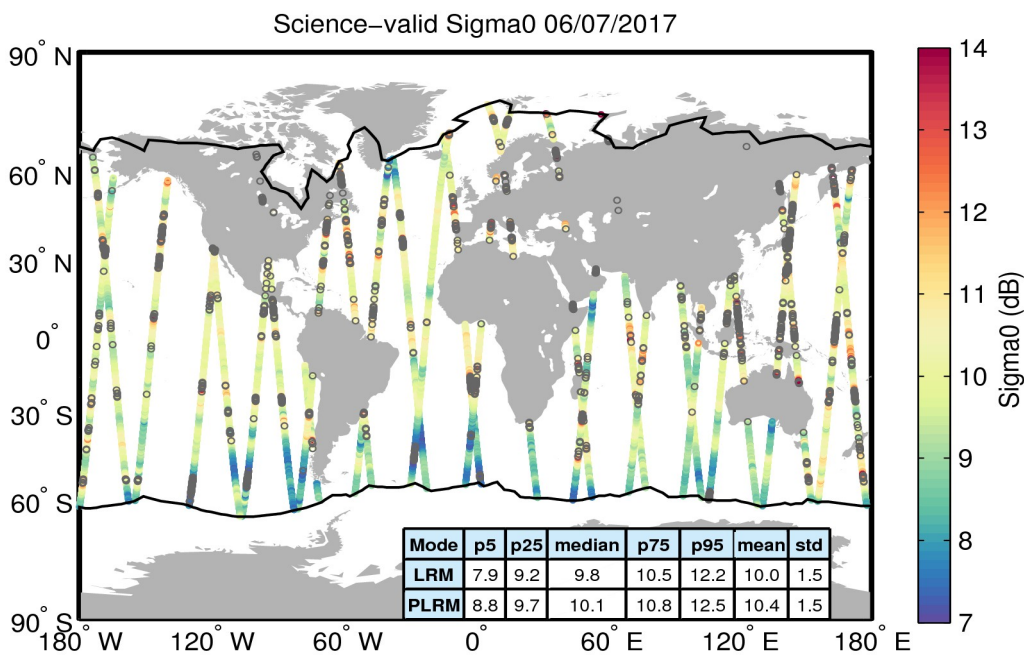 Science–valid Sigma0 06/07/2017
90° N
60° N
30° N
0°
30° S
60° S
90° S
180° W 120° W 60° W 0° 60° E 120° E 180° E
Mode p5 p25 median p75 p95 mean std
LRM 7.9 9.2 9.8 10.5 12.2 10.0 1.5
PLRM 8.8 9.7 10.1 10.8 12.5 10.4 1.5
14
13
12
11
10
9
8
7
Sigma0 (dB)